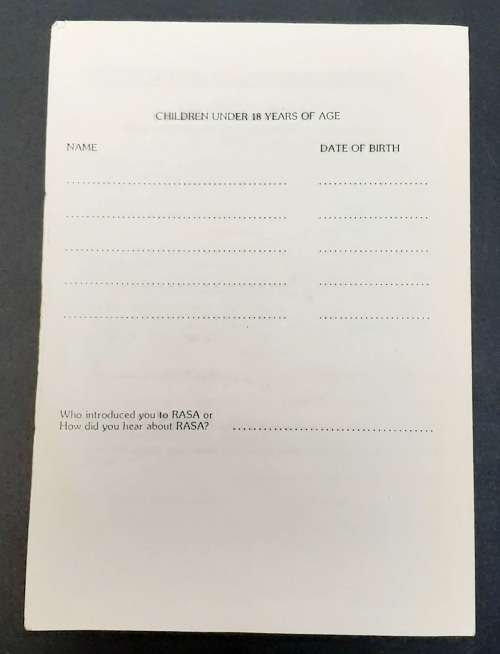 CHILDREN UNDER 18 YEARS OF AGE
NAME DATE OF BIRTH
Who introduced you to RASA or
How did you hear about RASA?